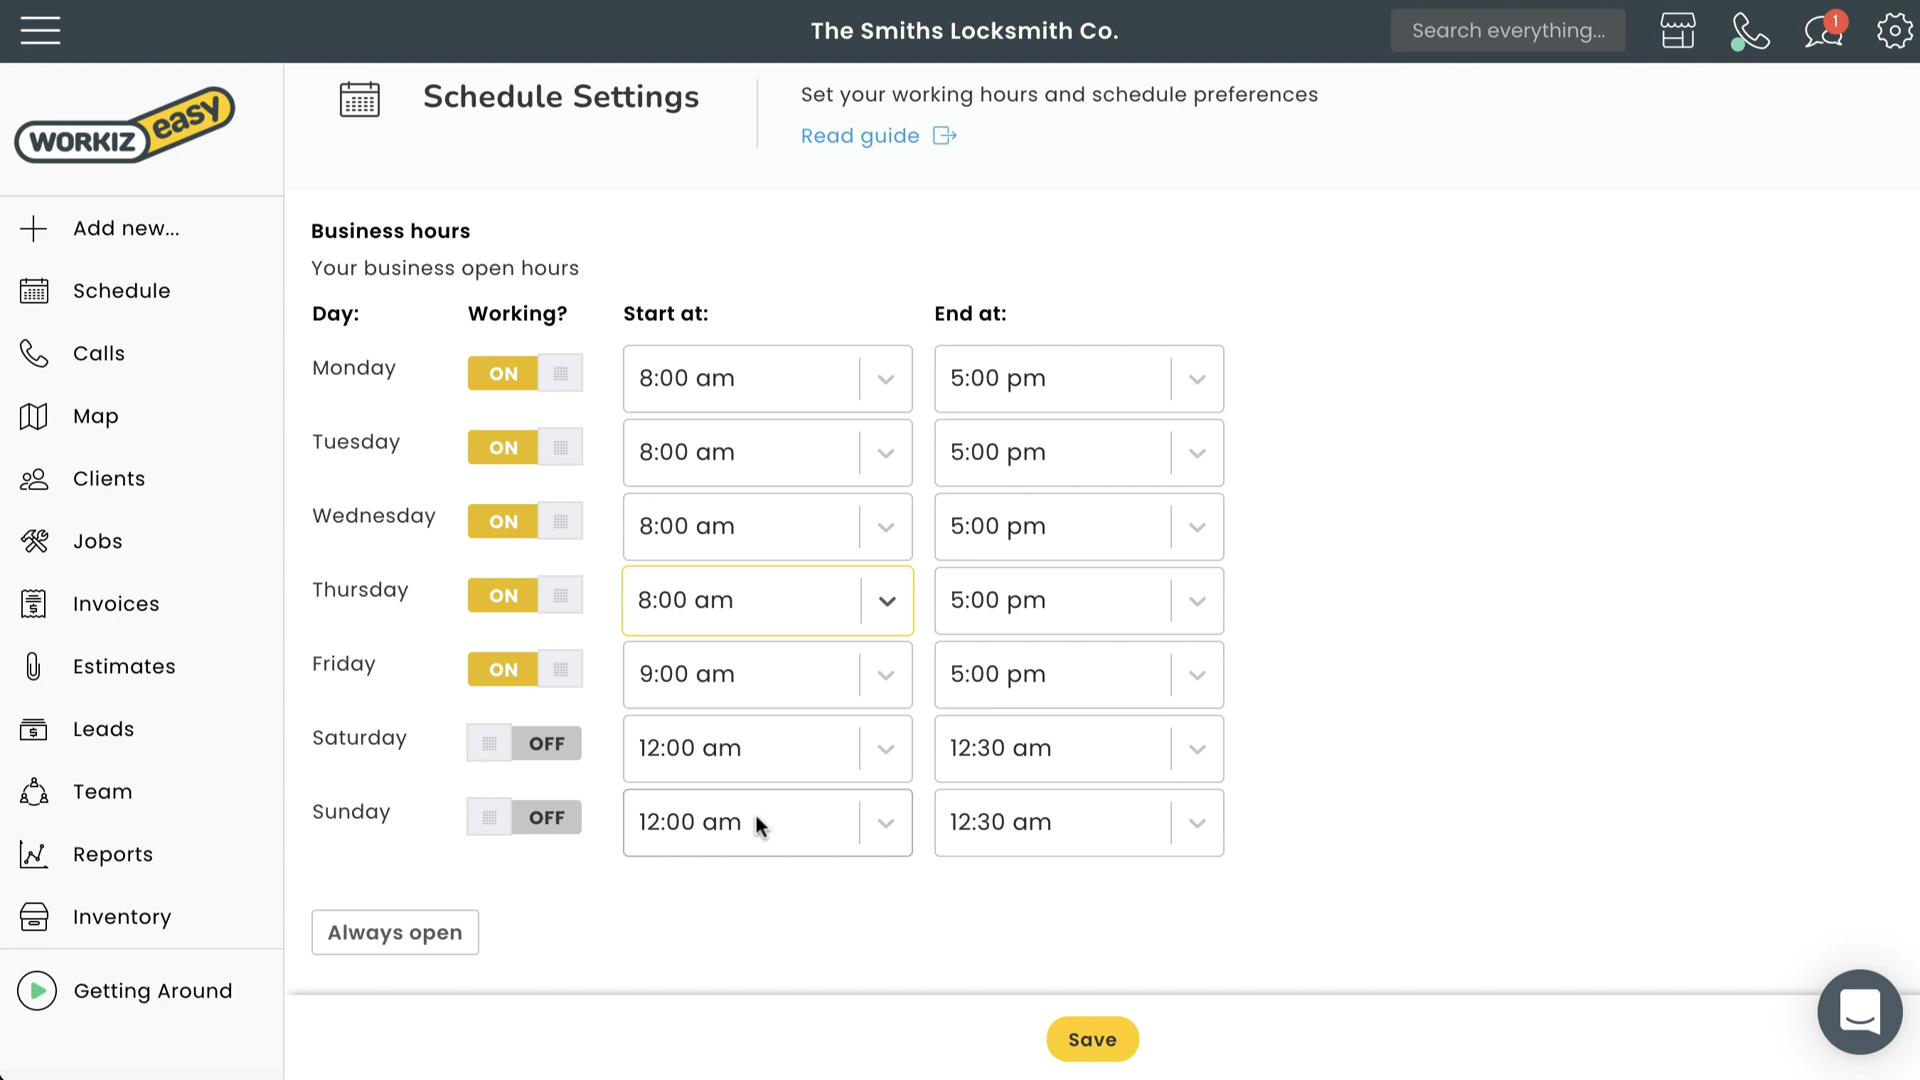 The Smiths Locksmith Co.
Search everything...
1
WORKIZ easy
Schedule Settings
Set your working hours and schedule preferences
Read guide
Add new...
Schedule
Calls
Map
Clients
Jobs
Invoices
Estimates
Leads
Team
Reports
Inventory
Getting Around
Business hours
Your business open hours
Day: Working? Start at: End at:
Monday ON 8:00 am 5:00 pm
Tuesday ON 8:00 am 5:00 pm
Wednesday ON 8:00 am 5:00 pm
Thursday ON 8:00 am 5:00 pm
Friday ON 9:00 am 5:00 pm
Saturday OFF 12:00 am 12:30 am
Sunday OFF 12:00 am 12:30 am
Always open
Save